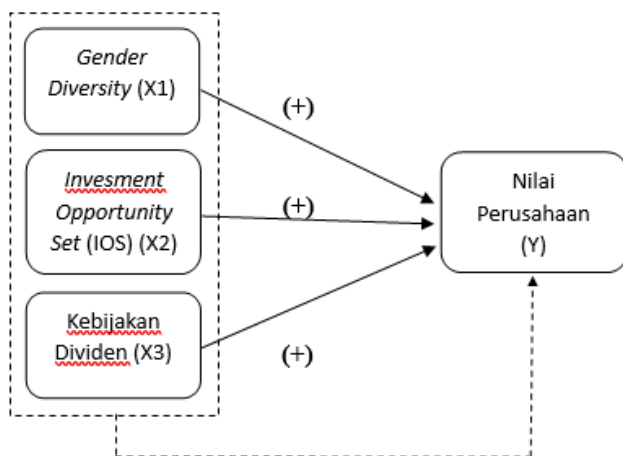 Gender
Diversity (X1)
(+)
Invesment
Opportunity
Set (IOS) (X2)
(+)
Nilai
Perusahaan
(Y)
Kebijakan
Dividen (X3)
(+)